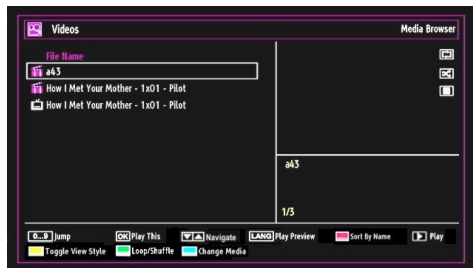 Videos
Media Browser
File Name
a43
How I Met Your Mother - 1x01 - Pilot
How I Met Your Mother - 1x01 - Pilot
a43
1/3
0...9 Jump OK Play This Navigate LANG Play Preview Sort By Name Play
Toggle View Style Loop/Shuffle Change Media